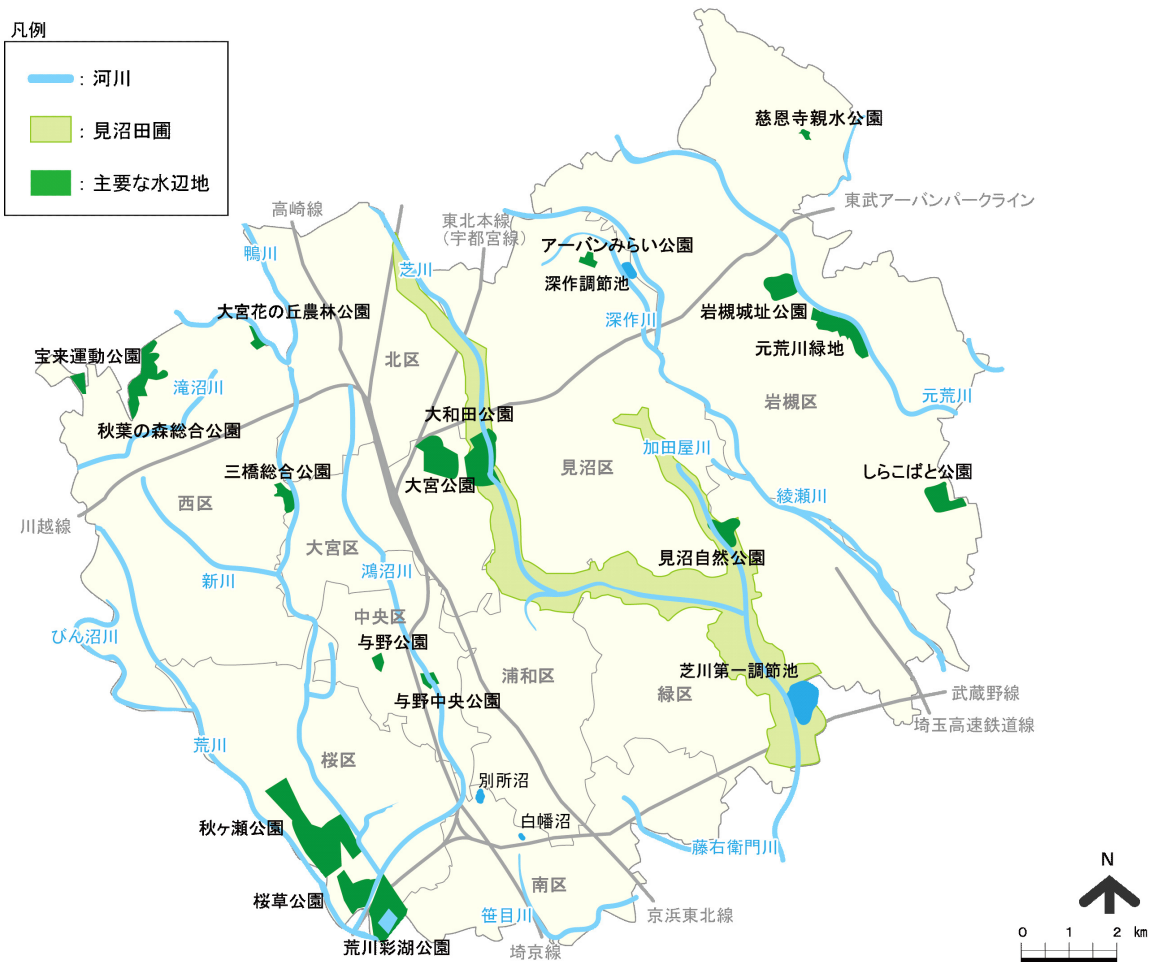 凡例
: 河川
: 見沼田圃
: 主要な水辺地
慈恩寺親水公園
東武アーバンパークライン
高崎線
東北本線
(宇都宮線)
鴨川
芝川
アーバンみらい公園
深作調節池
深作川
大宮花の丘農林公園
岩槻城址公園
元荒川緑地
宝来運動公園
滝沼川
北区
元荒川
岩槻区
秋葉の森総合公園
大和田公園
加田屋川
見沼区
三橋総合公園
大宮公園
しらこばと公園
綾瀬川
西区
川越線
大宮区
見沼自然公園
新川
鴻沼川
中央区
びん沼川
与野公園
浦和区
芝川第一調節池
緑区
与野中央公園
武蔵野線
埼玉高速鉄道線
荒川
桜区
別所沼
秋ヶ瀬公園
白幡沼
藤右衛門川
南区
桜草公園
笹目川
京浜東北線
荒川彩湖公園
埼京線
N
0 1 2 km